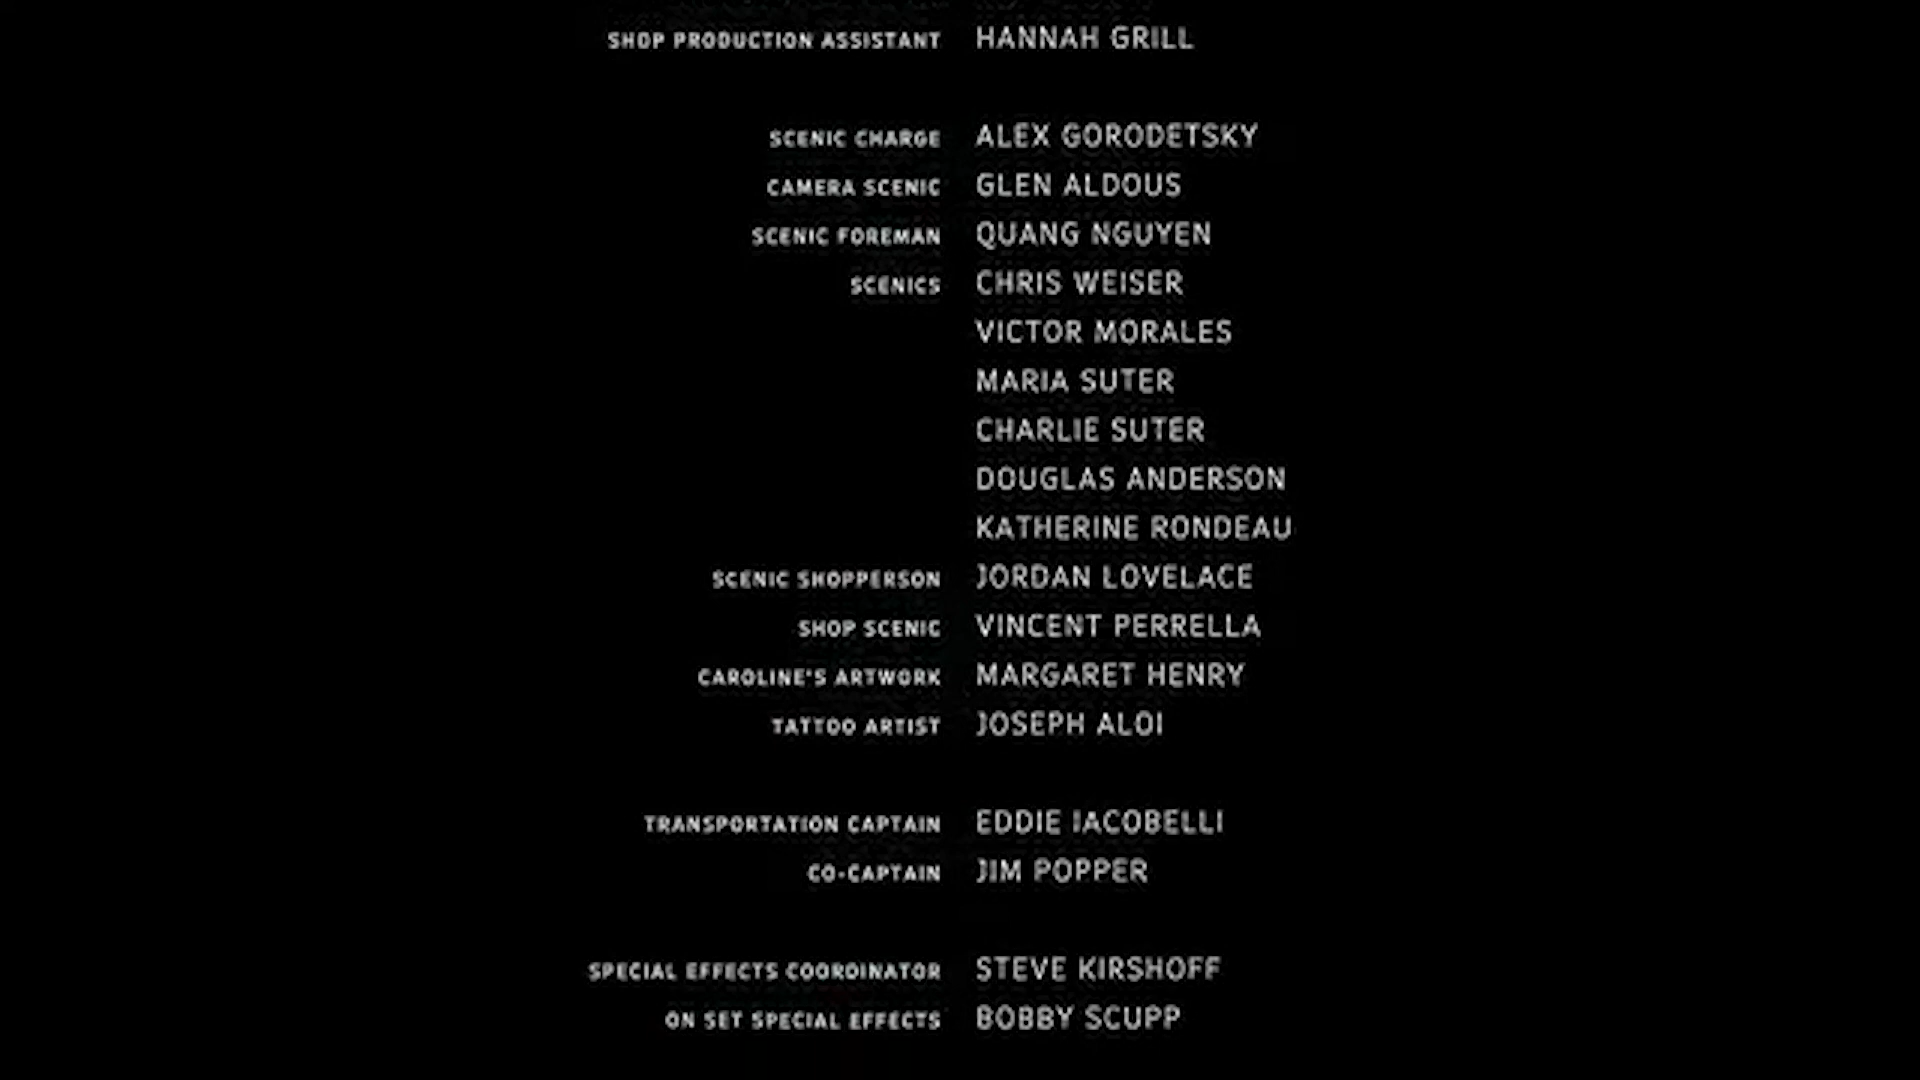 SHOP PRODUCTION ASSISTANT HANNAH GRILL
SCENIC CHARGE ALEX GORODETSKY
CAMERA SCENIC GLEN ALDOUS
SCENIC FOREMAN QUANG NGUYEN
SCENICS CHRIS WEISER
VICTOR MORALES
MARIA SUTER
CHARLIE SUTER
DOUGLAS ANDERSON
KATHERINE RONDEAU
SCENIC SHOPPERSON JORDAN LOVELACE
SHOP SCENIC VINCENT PERRELLA
CAROLINE'S ARTWORK MARGARET HENRY
TATTOO ARTIST JOSEPH ALOI
TRANSPORTATION CAPTAIN EDDIE IACOBELLI
CO-CAPTAIN JIM POPPER
SPECIAL EFFECTS COORDINATOR STEVE KIRSHOFF
ON SET SPECIAL EFFECTS BOBBY SCUPP